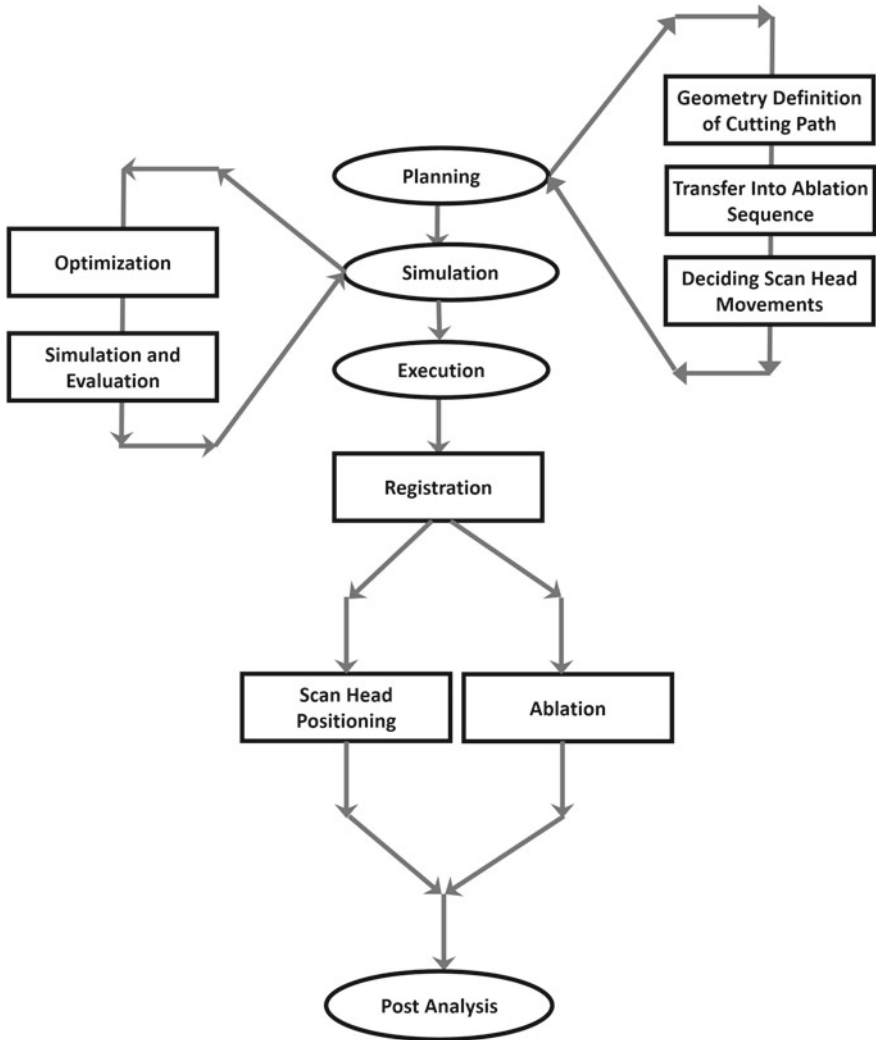 Planning
Geometry Definition
of Cutting Path
Transfer Into Ablation
Sequence
Deciding Scan Head
Movements
Simulation
Optimization
Simulation and
Evaluation
Execution
Registration
Scan Head
Positioning
Ablation
Post Analysis